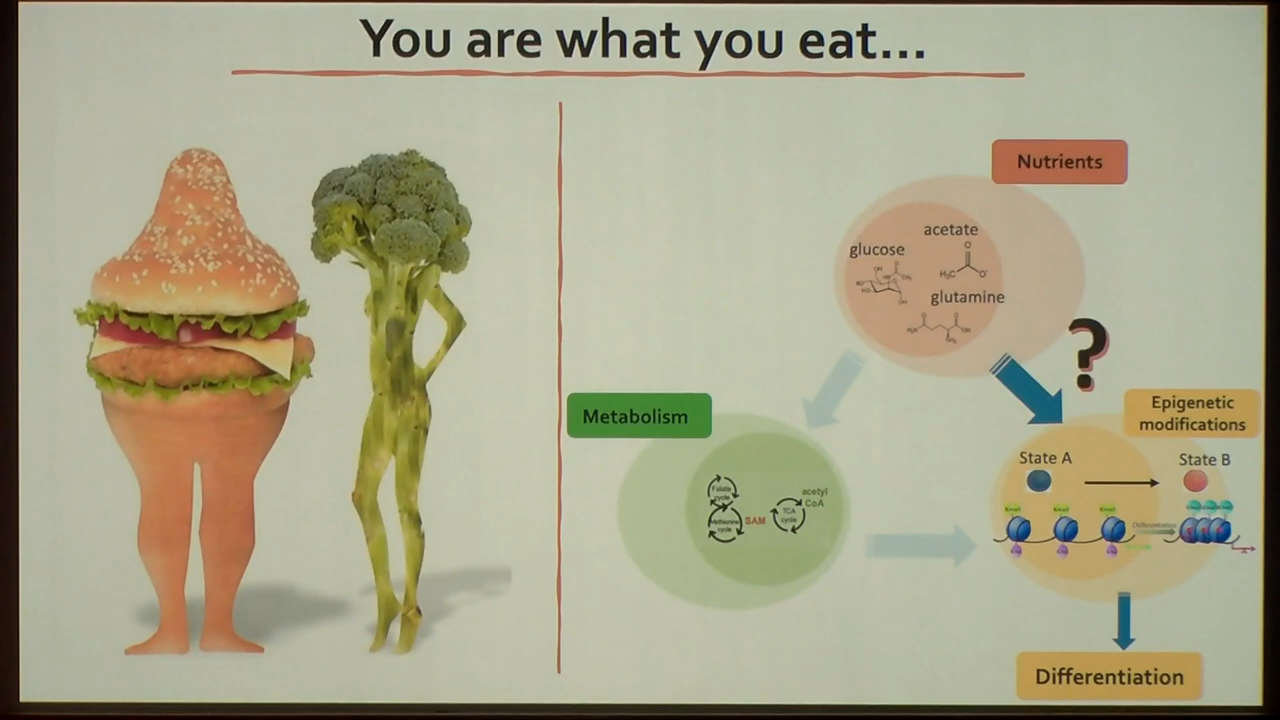 You are what you eat...
Nutrients
acetate
glucose
glutamine
?
Metabolism
Epigenetic
modifications
State A
State B
Folate
cycle
Methionine
cycle
SAM
TCA
cycle
acetyl
CoA
Differentiation
Differentiation